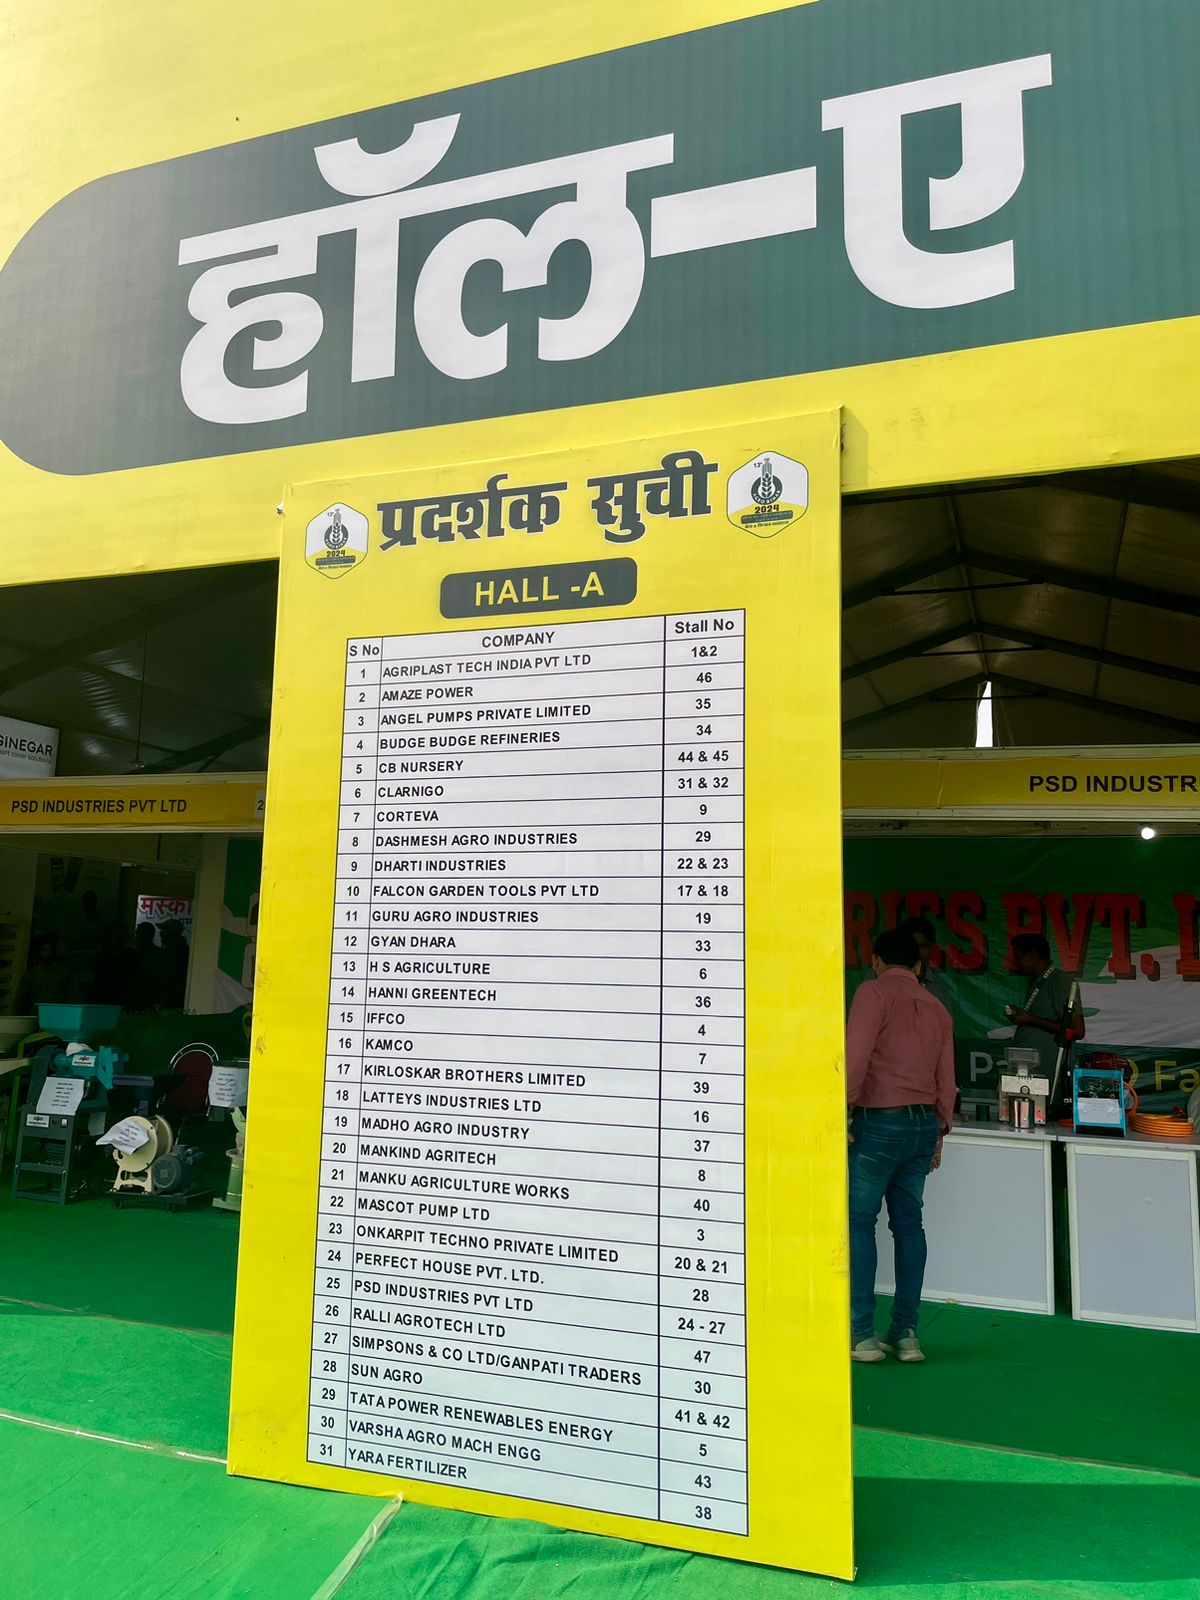 हॉल-ए
प्रदर्शक सूची
13
2024
13
2024
HALL -A
S No COMPANY Stall No
1 AGRIPLAST TECH INDIA PVT LTD 1&2
2 AMAZE POWER 46
3 ANGEL PUMPS PRIVATE LIMITED 35
4 BUDGE BUDGE REFINERIES 34
5 CB NURSERY 44 & 45
6 CLARNIGO 31 & 32
7 CORTEVA 9
8 DASHMESH AGRO INDUSTRIES 29
9 DHARTI INDUSTRIES 22 & 23
10 FALCON GARDEN TOOLS PVT LTD 17 & 18
11 GURU AGRO INDUSTRIES 19
12 GYAN DHARA 33
13 H S AGRICULTURE 6
14 HANNI GREENTECH 36
15 IFFCO 4
16 KAMCO 7
17 KIRLOSKAR BROTHERS LIMITED 39
18 LATTEYS INDUSTRIES LTD 16
19 MADHO AGRO INDUSTRY 37
20 MANKIND AGRITECH 8
21 MANKU AGRICULTURE WORKS 40
22 MASCOT PUMP LTD 3
23 ONKARPIT TECHNO PRIVATE LIMITED 20 & 21
24 PERFECT HOUSE PVT. LTD. 28
25 PSD INDUSTRIES PVT LTD 24 - 27
26 RALLI AGROTECH LTD 47
27 SIMPSONS & CO LTD/GANPATI TRADERS 30
28 SUN AGRO 41 & 42
29 TATA POWER RENEWABLES ENERGY 5
30 VARSHA AGRO MACH ENGG 43
31 YARA FERTILIZER 38
GINEGAR
PSD INDUSTRIES PVT LTD 2
PSD INDUSTR
मस्का
RIES PVT. L
Fa